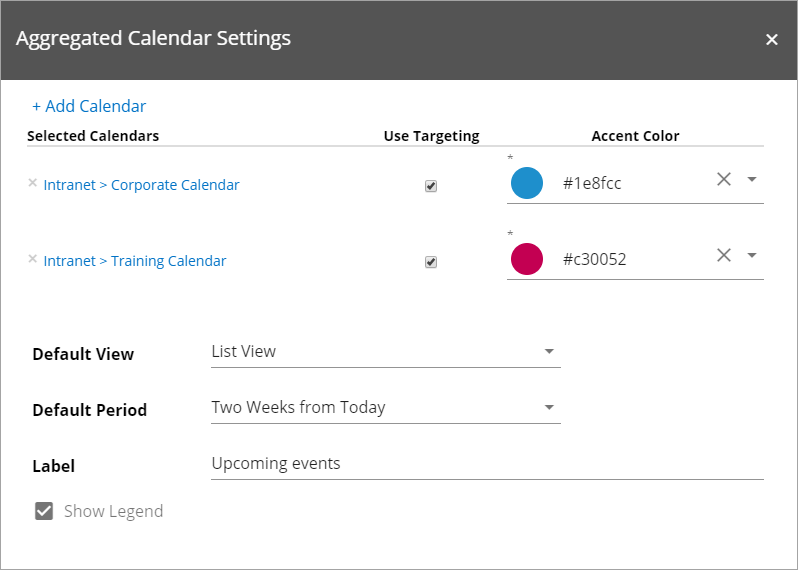 Aggregated Calendar Settings
+ Add Calendar
Selected Calendars Use Targeting Accent Color
*
Intranet > Corporate Calendar #1e8fcc
*
Intranet > Training Calendar #c30052
Default View List View
Default Period Two Weeks from Today
Label Upcoming events
Show Legend